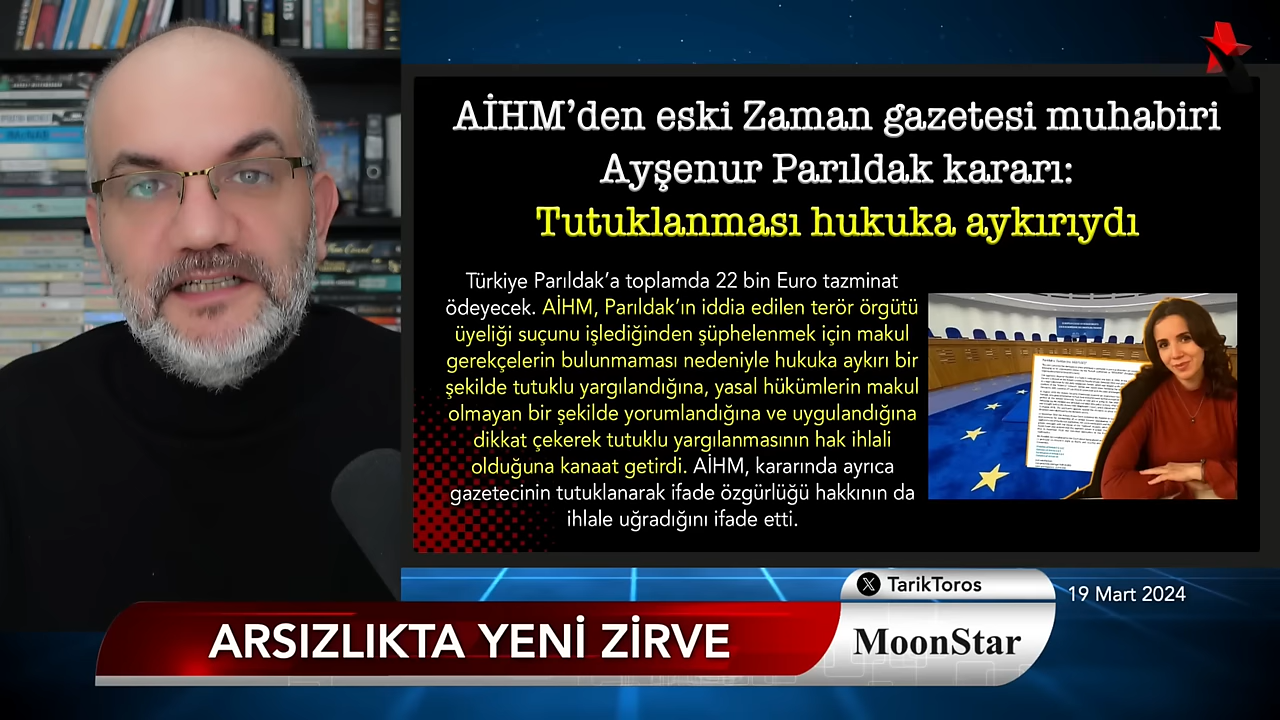 AİHM’den eski Zaman gazetesi muhabiri
Ayşenur Parıldak kararı:
Tutuklanması hukuka aykırıydı
Türkiye Parıldak’a toplamda 22 bin Euro tazminat
ödeyecek. AİHM, Parıldak’ın iddia edilen terör örgütü
üyeliği suçunu işlediğinden şüphelenmek için makul
gerekçelerin bulunmaması nedeniyle hukuka aykırı bir
şekilde tutuklu yargılandığına, yasal hükümlerin makul
olmayan bir şekilde yorumlandığına ve uygulandığına
dikkat çekerek tutuklu yargılanmasının hak ihlali
olduğuna kanaat getirdi. AİHM, kararında ayrıca
gazetecinin tutuklanarak ifade özgürlüğü hakkının da
ihlale uğradığını ifade etti.
TarikToros
19 Mart 2024
ARSIZLIKTA YENİ ZİRVE
MoonStar